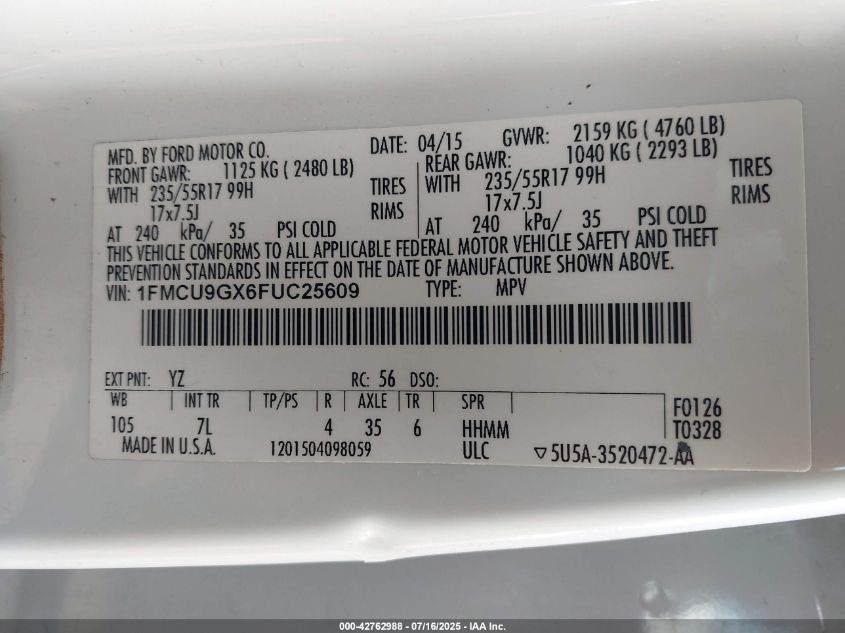 MFD. BY FORD MOTOR CO. DATE: 04/15 GVWR: 2159 KG ( 4760 LB)
FRONT GAWR: 1125 KG ( 2480 LB) REAR GAWR: 1040 KG ( 2293 LB)
WITH 235/55R17 99H TIRES WITH 235/55R17 99H TIRES
17x7.5J RIMS 17x7.5J RIMS
AT 240 kPa/ 35 PSI COLD AT 240 kPa/ 35 PSI COLD
THIS VEHICLE CONFORMS TO ALL APPLICABLE FEDERAL MOTOR VEHICLE SAFETY AND THEFT
PREVENTION STANDARDS IN EFFECT ON THE DATE OF MANUFACTURE SHOWN ABOVE.
VIN: 1FMCU9GX6FUC25609 TYPE: MPV
EXT PNT: YZ RC: 56 DSO:
WB INT TR TP/PS R AXLE TR SPR F0126
105 7L 4 35 6 HHMM T0328
MADE IN U.S.A. 1201504098059 ULC ▽5U5A-3520472-AA
000-42762988 - 07/16/2025 - IAA Inc.